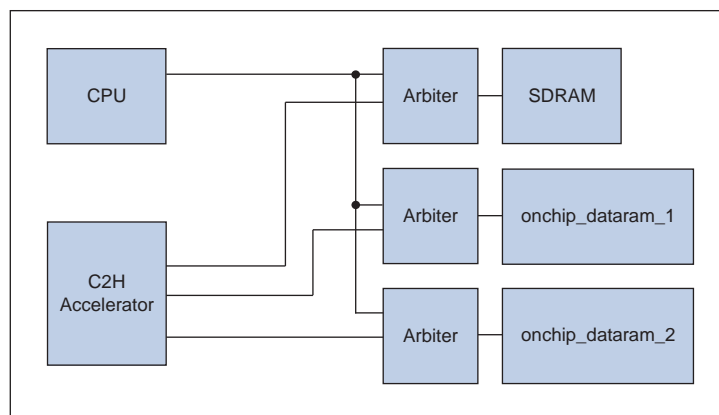 CPU
Arbiter
SDRAM
Arbiter
onchip_dataram_1
C2H
Accelerator
Arbiter
onchip_dataram_2